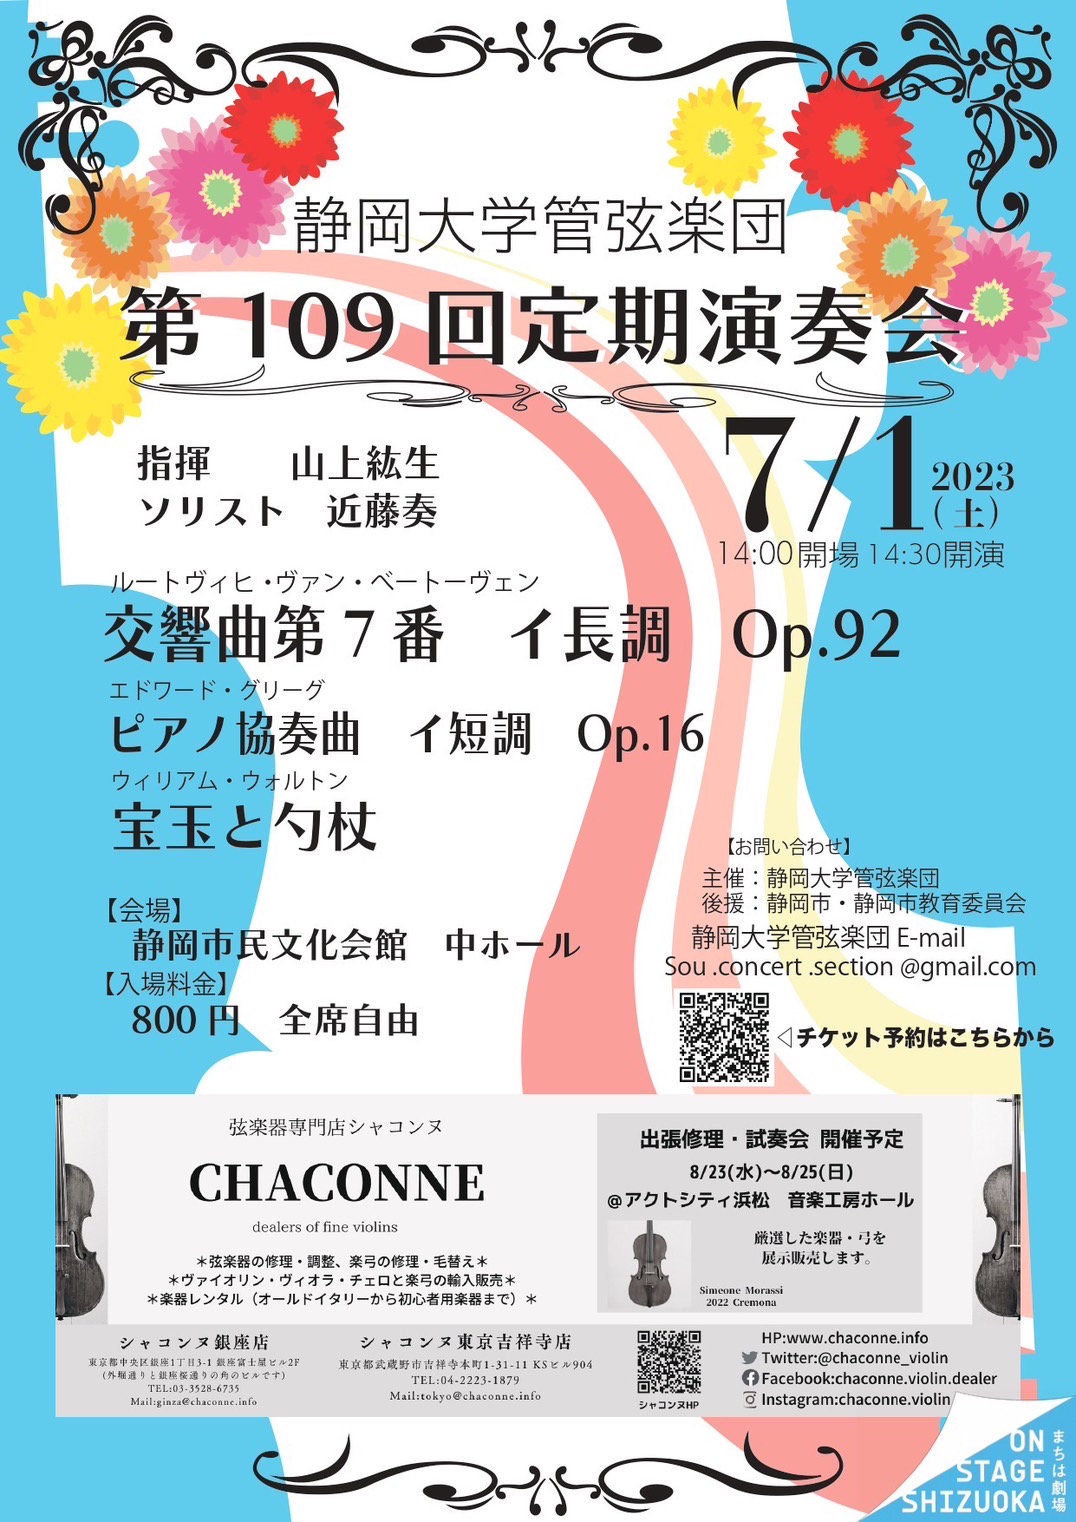 静岡大学管弦楽団
第109回定期演奏会
指揮　山上紘生
ソリスト　近藤奏
7/1 2023
(土)
14:00開場 14:30開演
ルートヴィヒ・ヴァン・ベートーヴェン
交響曲第7番　イ長調　Op.92
エドワード・グリーグ
ピアノ協奏曲　イ短調　Op.16
ウィリアム・ウォルトン
宝玉と勺杖
【会場】
静岡市民文化会館　中ホール
【入場料金】
800円　全席自由
【お問い合わせ】
主催：静岡大学管弦楽団
後援：静岡市・静岡市教育委員会
静岡大学管弦楽団 E-mail
Sou .concert .section @gmail.com
◁チケット予約はこちらから
弦楽器専門店シャコンヌ
CHACONNE
dealers of fine violins
＊弦楽器の修理・調整、楽弓の修理・毛替え＊
＊ヴァイオリン・ヴィオラ・チェロと楽弓の輸入販売＊
＊楽器レンタル（オールドイタリーから初心者用楽器まで）＊
出張修理・試奏会 開催予定
8/23(水)～8/25(日)
@アクトシティ浜松　音楽工房ホール
厳選した楽器・弓を
展示販売します。
Simeone Morassi
2022 Cremona
シャコンヌ銀座店
東京都中央区銀座1丁目3-1 銀座富士屋ビル2F
(外堀通りと銀座桜通りの角のビルです)
TEL:03-3528-6735
Mail:ginza@chaconne.info
シャコンヌ東京吉祥寺店
東京都武蔵野市吉祥寺本町1-31-11 KSビル904
TEL:04-2223-1879
Mail:tokyo@chaconne.info
シャコンヌHP
HP:www.chaconne.info
Twitter:@chaconne_violin
Facebook:chaconne.violin.dealer
Instagram:chaconne.violin
ON
STAGE
SHIZUOKA
まちは劇場